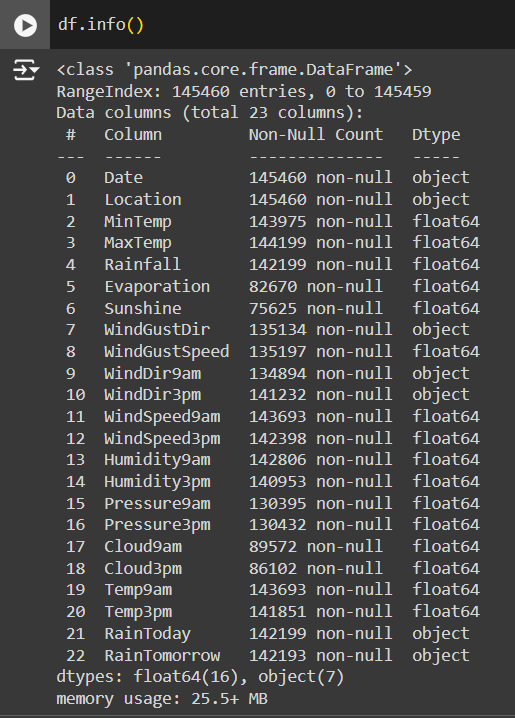 df.info()
<class 'pandas.core.frame.DataFrame'>
RangeIndex: 145460 entries, 0 to 145459
Data columns (total 23 columns):
 #   Column         Non-Null Count   Dtype
---  ------         --------------   -----
 0   Date           145460 non-null  object
 1   Location       145460 non-null  object
 2   MinTemp        143975 non-null  float64
 3   MaxTemp        144199 non-null  float64
 4   Rainfall       142199 non-null  float64
 5   Evaporation    82670 non-null   float64
 6   Sunshine       75625 non-null   float64
 7   WindGustDir    135134 non-null  object
 8   WindGustSpeed  135197 non-null  float64
 9   WindDir9am     134894 non-null  object
 10  WindDir3pm     141232 non-null  object
 11  WindSpeed9am   143693 non-null  float64
 12  WindSpeed3pm   142398 non-null  float64
 13  Humidity9am    142806 non-null  float64
 14  Humidity3pm    140953 non-null  float64
 15  Pressure9am    130395 non-null  float64
 16  Pressure3pm    130432 non-null  float64
 17  Cloud9am       89572 non-null   float64
 18  Cloud3pm       86102 non-null   float64
 19  Temp9am        143693 non-null  float64
 20  Temp3pm        141851 non-null  float64
 21  RainToday      142199 non-null  object
 22  RainTomorrow   142193 non-null  object
dtypes: float64(16), object(7)
memory usage: 25.5+ MB